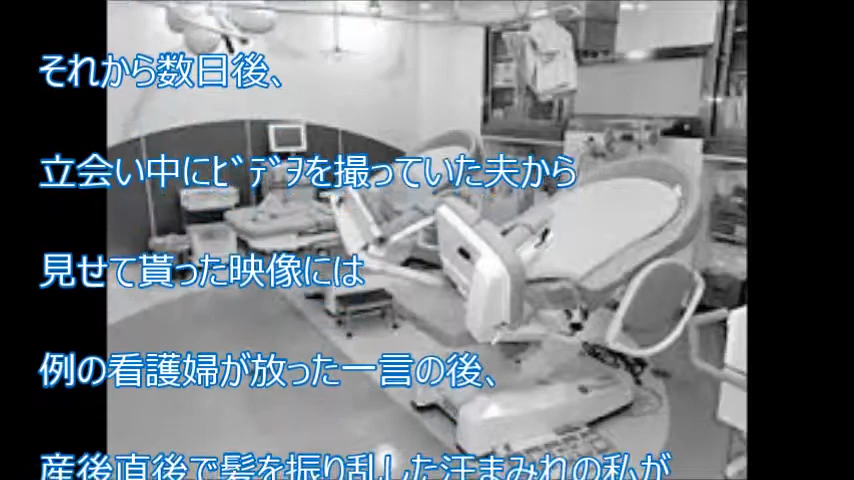 それから数日後、
立会い中にﾋﾞﾃﾞｦを撮っていた夫から
見せて貰った映像には
例の看護婦が放った一言の後、
産後直後で髪を振り乱した汗まみれの私が